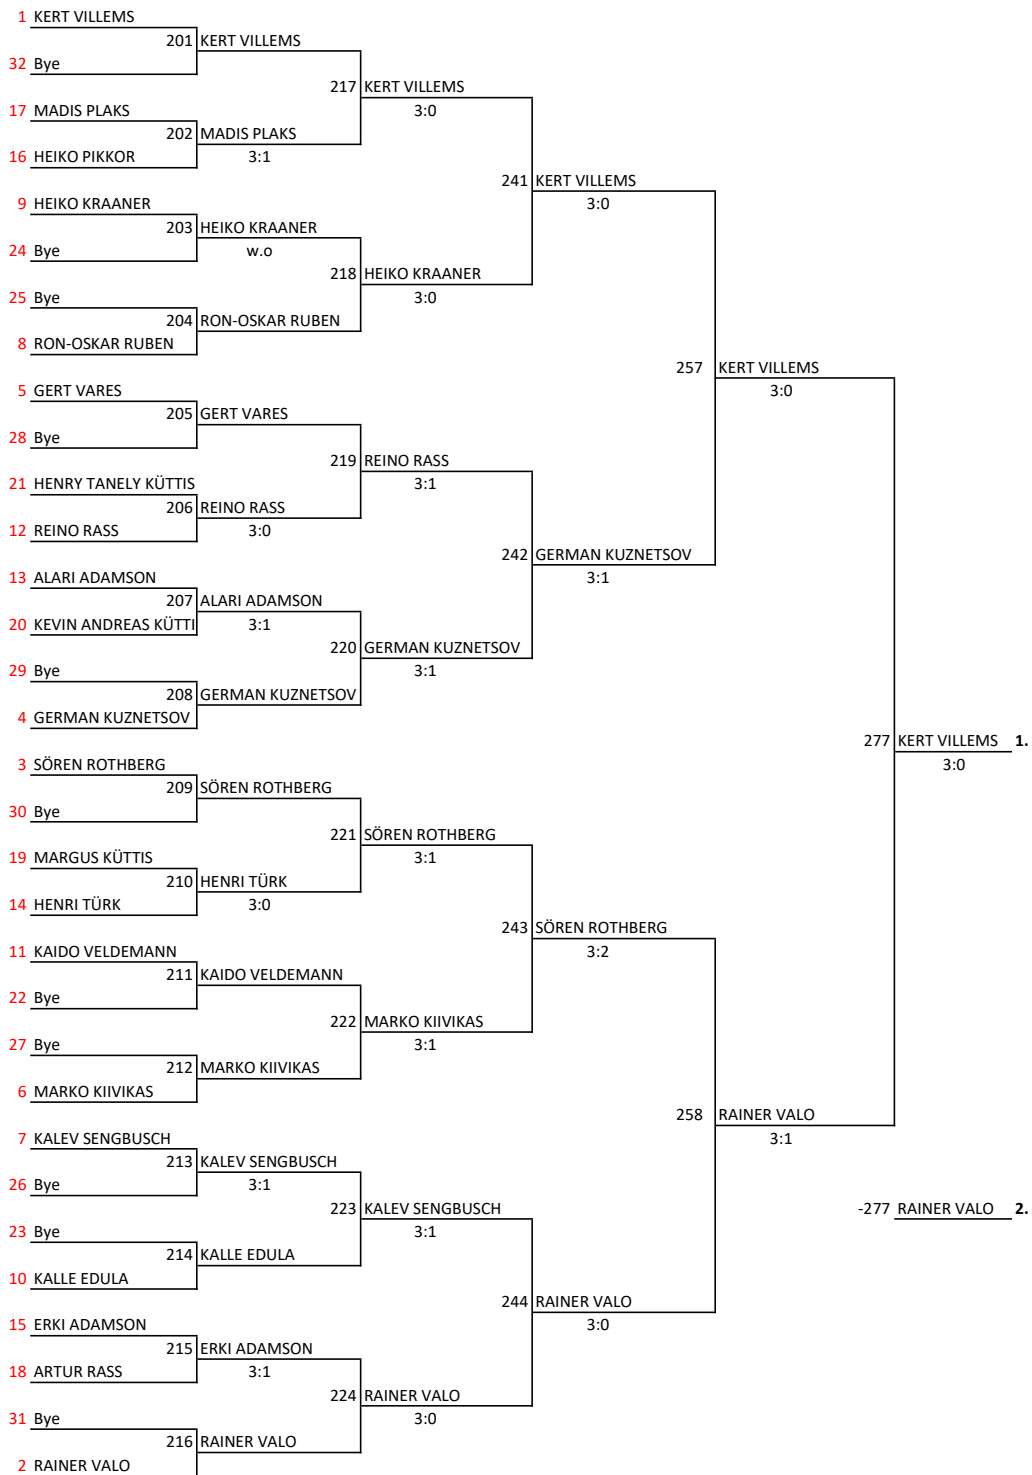 1 KERT VILLEMS
201 KERT VILLEMS
32 Bye
217 KERT VILLEMS
3:0
17 MADIS PLAKS
202 MADIS PLAKS
16 HEIKO PIKKOR
3:1
241 KERT VILLEMS
3:0
9 HEIKO KRAANER
203 HEIKO KRAANER
24 Bye
w.o
218 HEIKO KRAANER
3:0
25 Bye
204 RON-OSKAR RUBEN
8 RON-OSKAR RUBEN
257 KERT VILLEMS
3:0
5 GERT VARES
205 GERT VARES
28 Bye
219 REINO RASS
3:1
21 HENRY TANELY KÜTTIS
206 REINO RASS
12 REINO RASS
3:0
242 GERMAN KUZNETSOV
3:1
13 ALARI ADAMSON
207 ALARI ADAMSON
20 KEVIN ANDREAS KÜTTI
3:1
220 GERMAN KUZNETSOV
3:1
29 Bye
208 GERMAN KUZNETSOV
4 GERMAN KUZNETSOV
277 KERT VILLEMS 1.
3:0
3 SÖREN ROTHBERG
209 SÖREN ROTHBERG
30 Bye
221 SÖREN ROTHBERG
3:1
19 MARGUS KÜTTIS
210 HENRI TÜRK
14 HENRI TÜRK
3:0
243 SÖREN ROTHBERG
3:2
11 KAIDO VELDEMANN
211 KAIDO VELDEMANN
22 Bye
222 MARKO KIIVIKAS
3:1
27 Bye
212 MARKO KIIVIKAS
6 MARKO KIIVIKAS
258 RAINER VALO
3:1
7 KALEV SENGBUSCH
213 KALEV SENGBUSCH
26 Bye
3:1
223 KALEV SENGBUSCH
3:1
-277 RAINER VALO 2.
23 Bye
214 KALLE EDULA
10 KALLE EDULA
244 RAINER VALO
3:0
15 ERKI ADAMSON
215 ERKI ADAMSON
18 ARTUR RASS
3:1
224 RAINER VALO
3:0
31 Bye
216 RAINER VALO
2 RAINER VALO